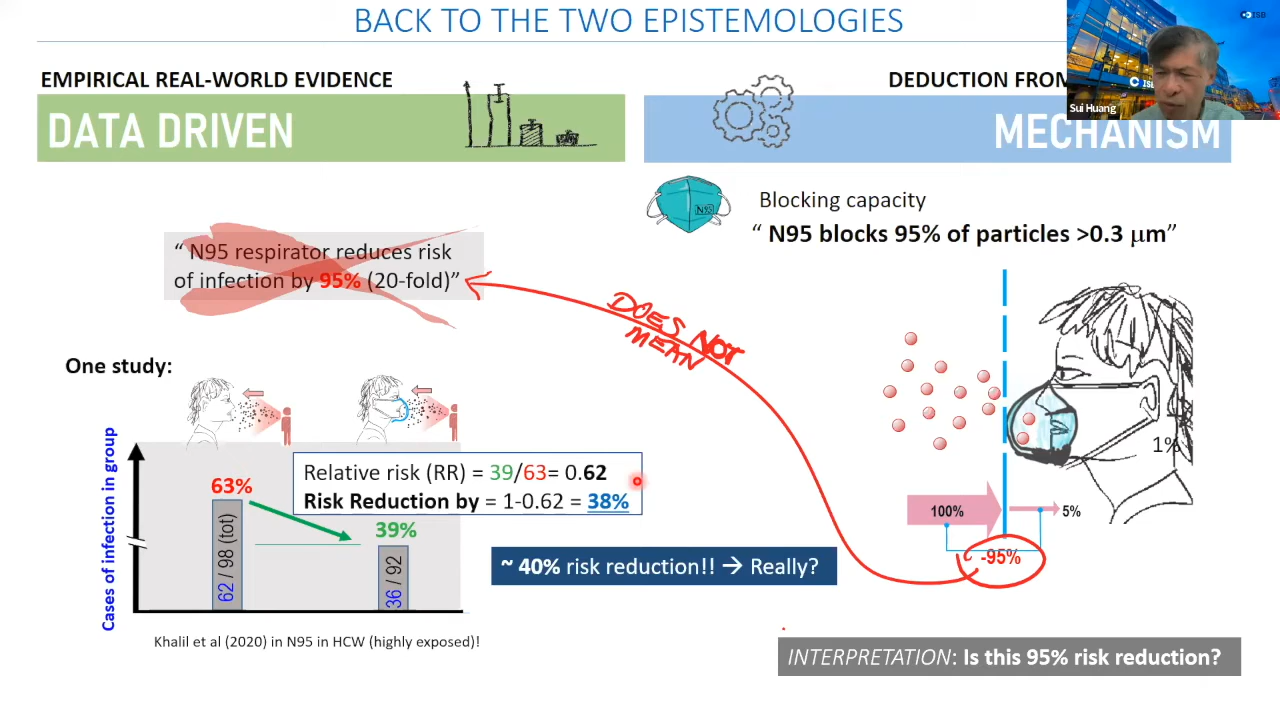 BACK TO THE TWO EPISTEMOLOGIES
EMPIRICAL REAL-WORLD EVIDENCE
DATA DRIVEN
DEDUCTION FROM
MECHANISM
Sui Huang
ISB
“ N95 respirator reduces risk
of infection by 95% (20-fold)”
N95
Blocking capacity
“ N95 blocks 95% of particles >0.3 µm”
DOES NOT
MEAN
One study:
Cases of infection in group
63%
62 / 98 (tot)
39%
36 / 92
Relative risk (RR) = 39/63= 0.62
Risk Reduction by = 1-0.62 = 38%
~ 40% risk reduction!! → Really?
Khalil et al (2020) in N95 in HCW (highly exposed)!
1%
100%
5%
-95%
INTERPRETATION: Is this 95% risk reduction?